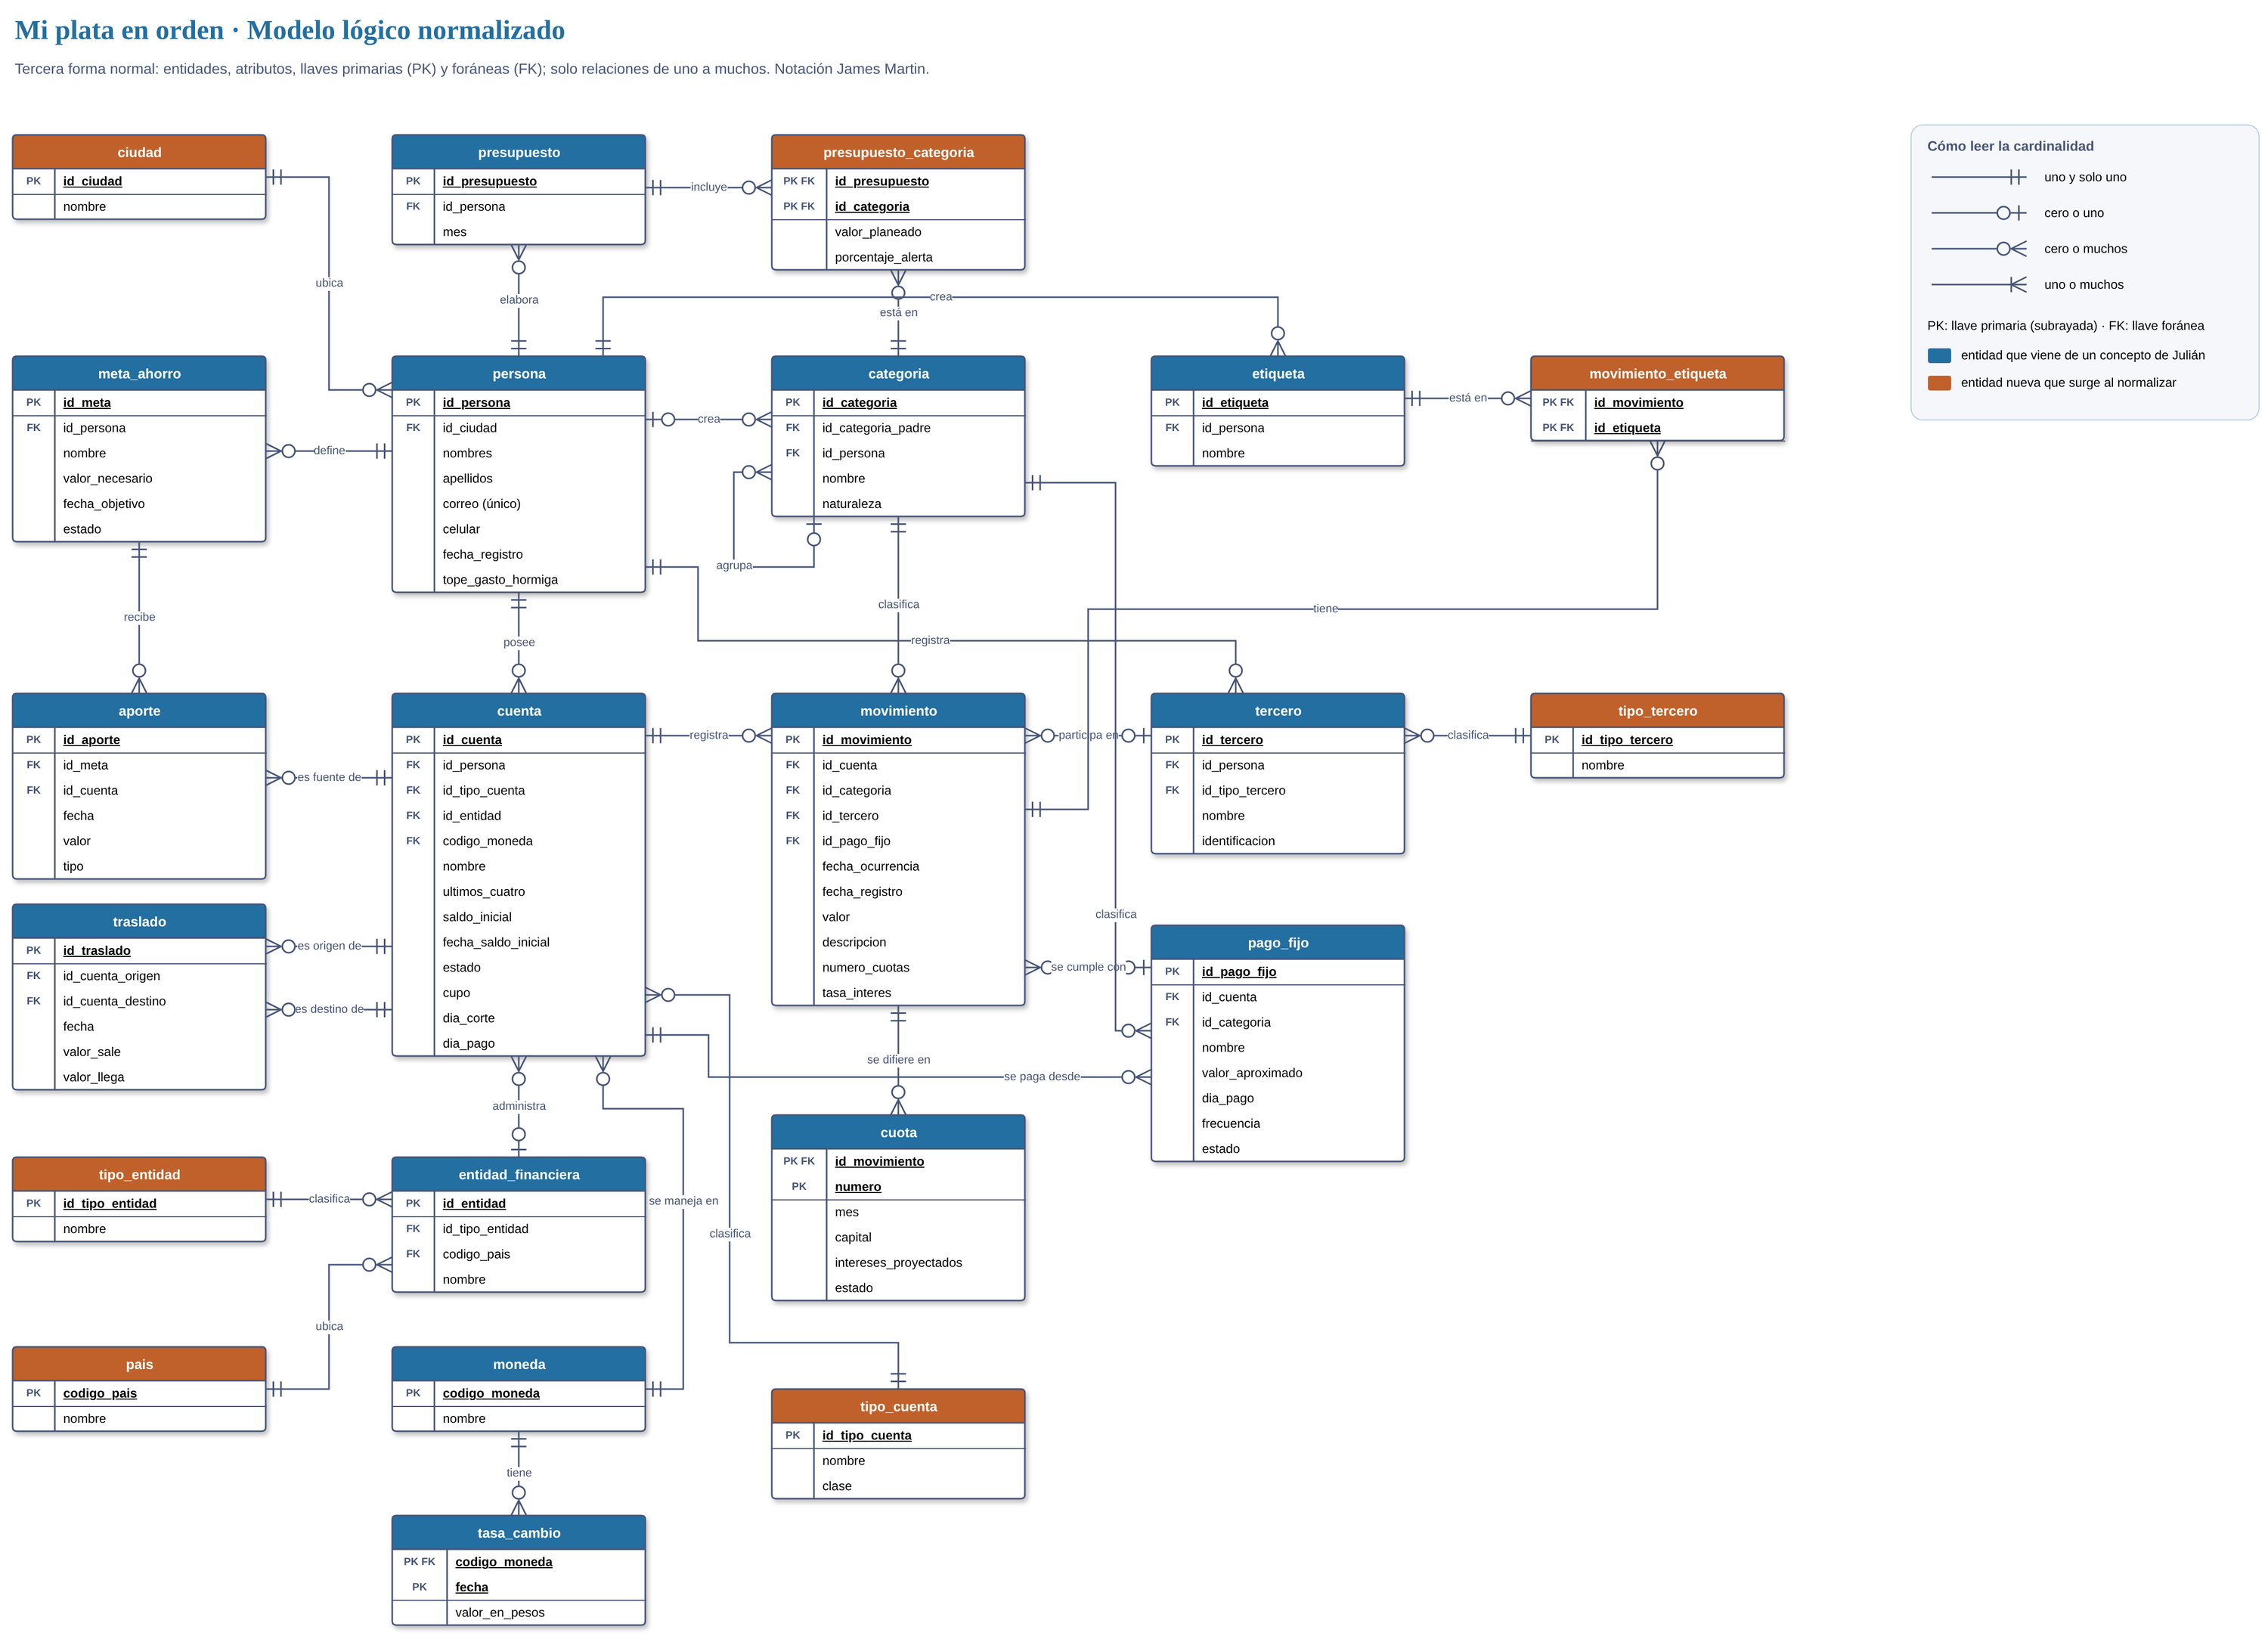 Mi plata en orden · Modelo lógico normalizado
Tercera forma normal: entidades, atributos, llaves primarias (PK) y foráneas (FK); solo relaciones de uno a muchos. Notación James Martin.
ciudad
PK id_ciudad
nombre
presupuesto
PK id_presupuesto
FK id_persona
mes
incluye
presupuesto_categoria
PK FK id_presupuesto
PK FK id_categoria
valor_planeado
porcentaje_alerta
Cómo leer la cardinalidad
uno y solo uno
cero o uno
cero o muchos
uno o muchos
PK: llave primaria (subrayada) · FK: llave foránea
entidad que viene de un concepto de Julián
entidad nueva que surge al normalizar
ubica
elabora
crea
está en
meta_ahorro
PK id_meta
FK id_persona
nombre
valor_necesario
fecha_objetivo
estado
define
persona
PK id_persona
FK id_ciudad
nombres
apellidos
correo (único)
celular
fecha_registro
tope_gasto_hormiga
crea
categoria
PK id_categoria
FK id_categoria_padre
FK id_persona
nombre
naturaleza
agrupa
etiqueta
PK id_etiqueta
FK id_persona
nombre
está en
movimiento_etiqueta
PK FK id_movimiento
PK FK id_etiqueta
recibe
posee
clasifica
registra
tiene
aporte
PK id_aporte
FK id_meta
FK id_cuenta
fecha
valor
tipo
es fuente de
cuenta
PK id_cuenta
FK id_persona
FK id_tipo_cuenta
FK id_entidad
FK codigo_moneda
nombre
ultimos_cuatro
saldo_inicial
fecha_saldo_inicial
estado
cupo
dia_corte
dia_pago
registra
movimiento
PK id_movimiento
FK id_cuenta
FK id_categoria
FK id_tercero
FK id_pago_fijo
fecha_ocurrencia
fecha_registro
valor
descripcion
numero_cuotas
tasa_interes
participa en
tercero
PK id_tercero
FK id_persona
FK id_tipo_tercero
nombre
identificacion
clasifica
tipo_tercero
PK id_tipo_tercero
nombre
traslado
PK id_traslado
FK id_cuenta_origen
FK id_cuenta_destino
fecha
valor_sale
valor_llega
es origen de
es destino de
clasifica
se cumple con
pago_fijo
PK id_pago_fijo
FK id_cuenta
FK id_categoria
nombre
valor_aproximado
dia_pago
frecuencia
estado
se difiere en
se paga desde
administra
cuota
PK FK id_movimiento
PK numero
mes
capital
intereses_proyectados
estado
tipo_entidad
PK id_tipo_entidad
nombre
clasifica
entidad_financiera
PK id_entidad
FK id_tipo_entidad
FK codigo_pais
nombre
se maneja en
clasifica
ubica
pais
PK codigo_pais
nombre
moneda
PK codigo_moneda
nombre
tipo_cuenta
PK id_tipo_cuenta
nombre
clase
tiene
tasa_cambio
PK FK codigo_moneda
PK fecha
valor_en_pesos